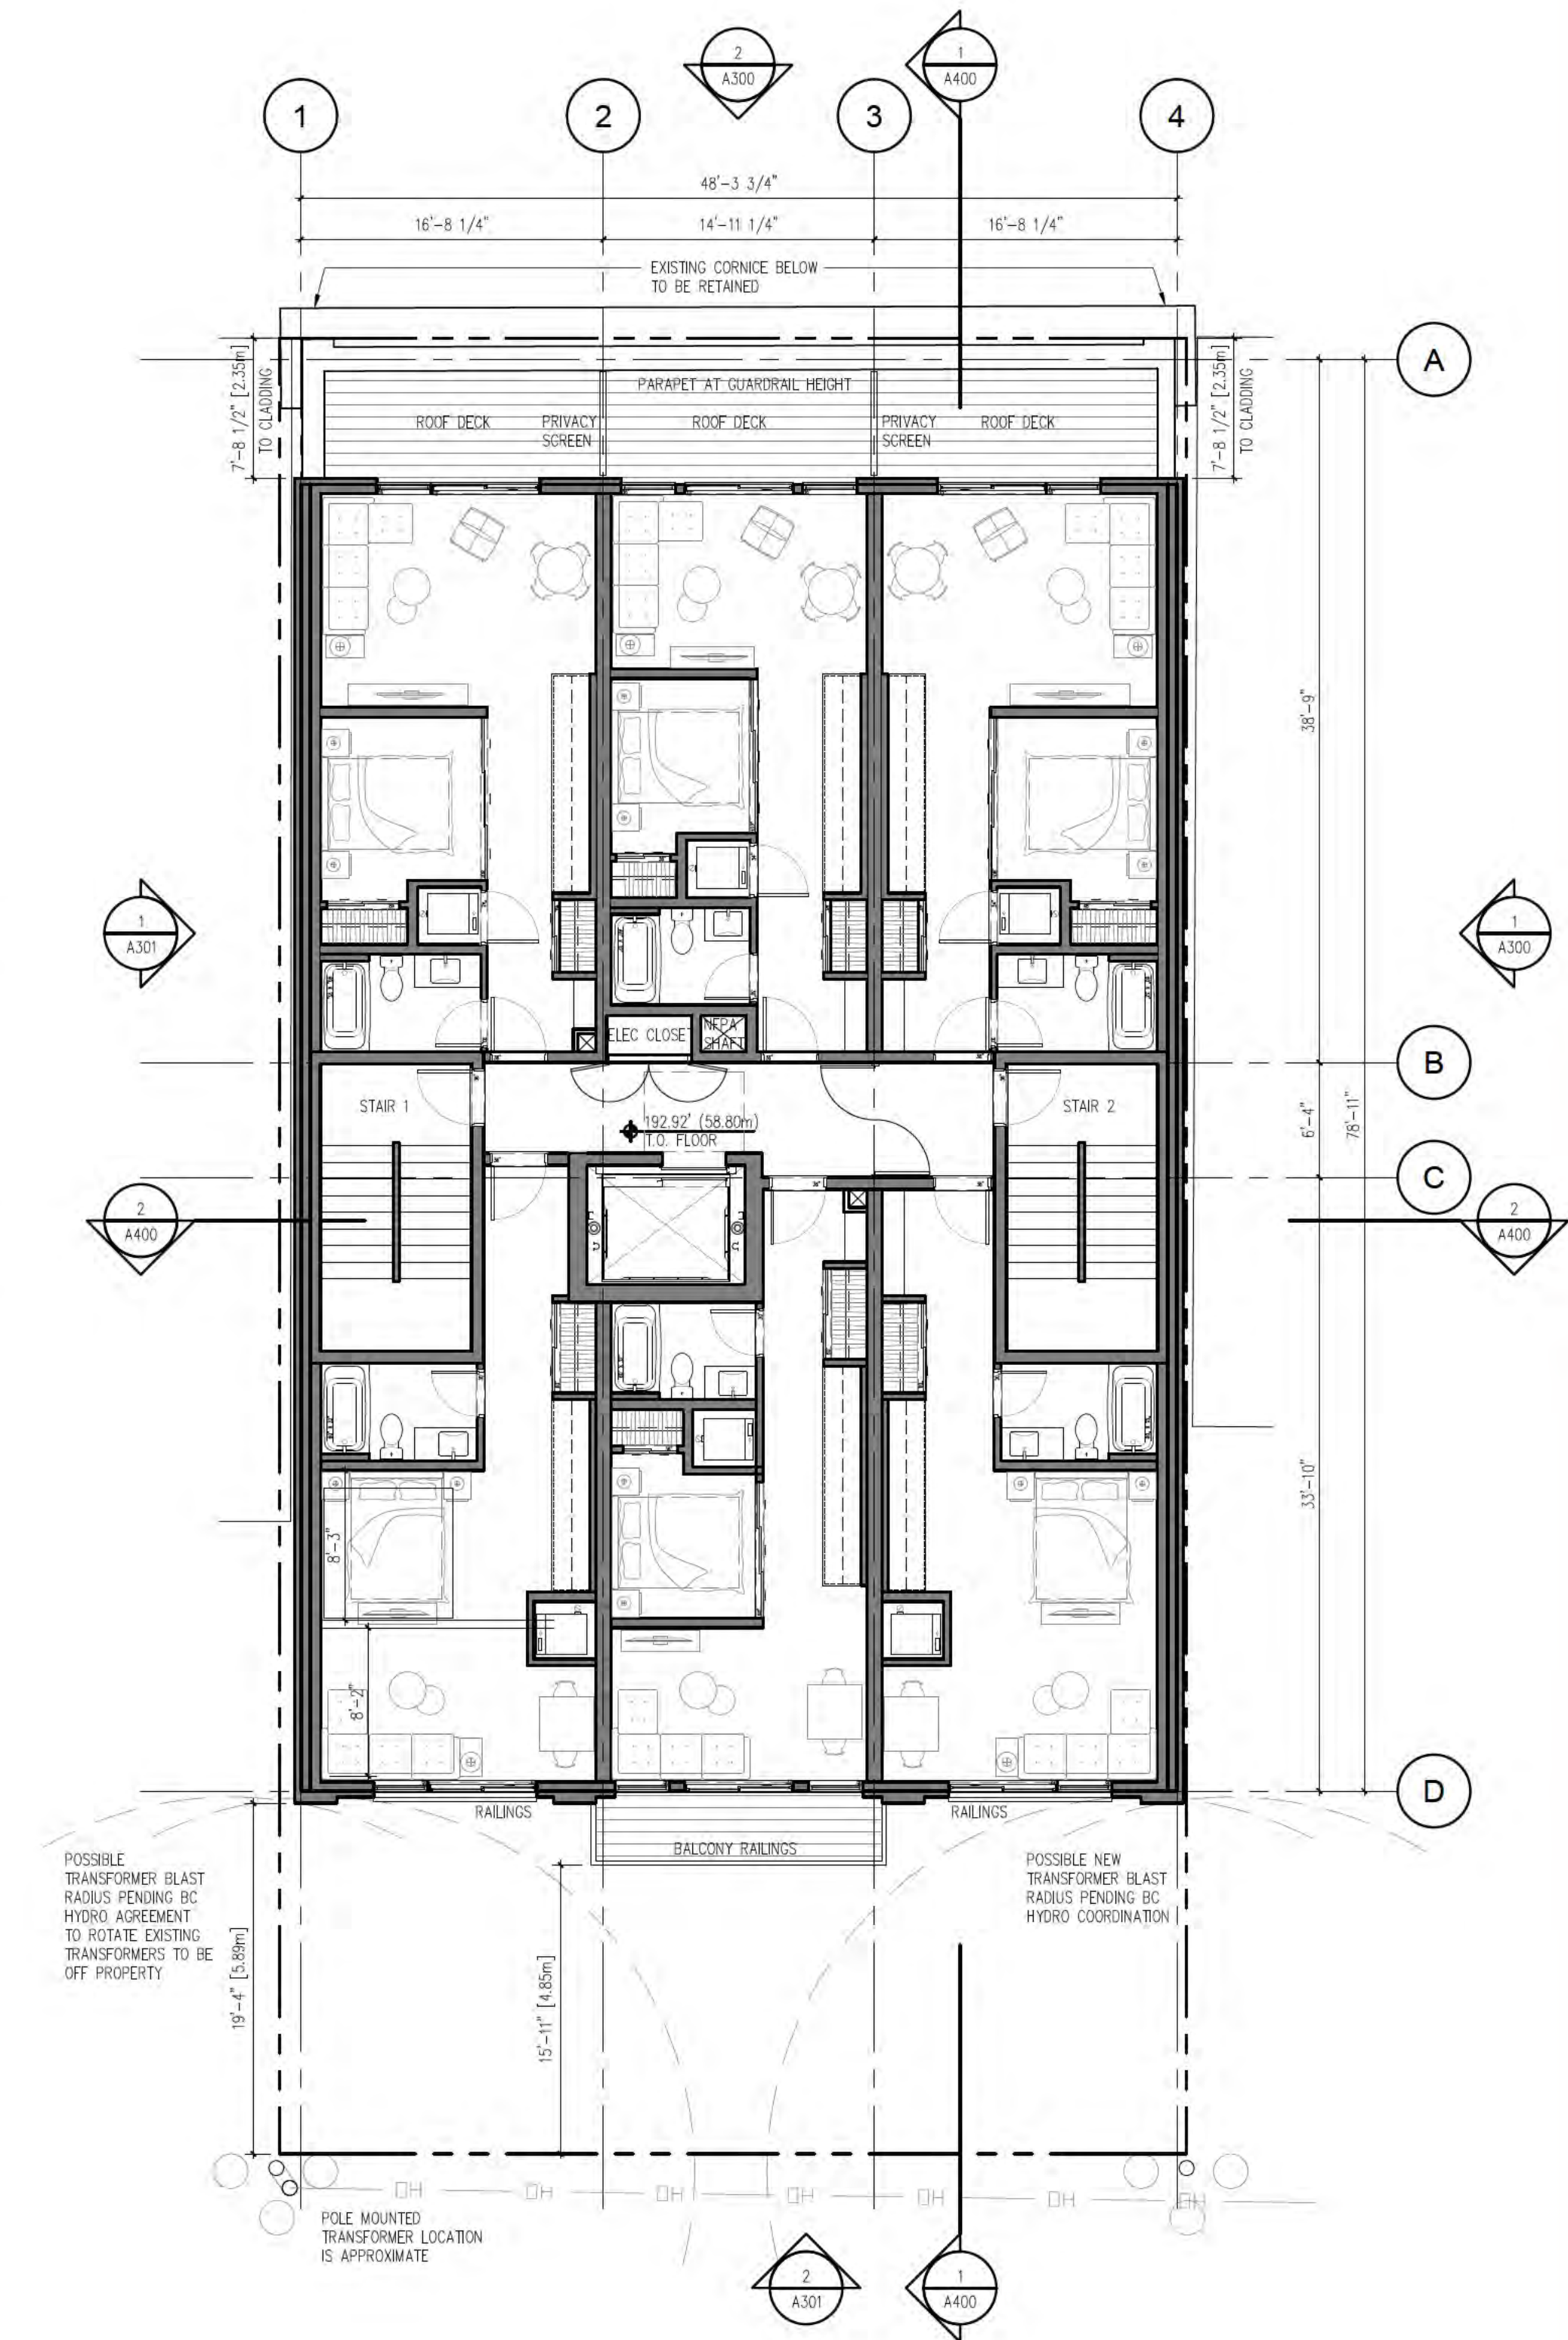 2
A300
1
A400
1
2
3
4
48'-3 3/4"
16'-8 1/4"
14'-11 1/4"
16'-8 1/4"
EXISTING CORNICE BELOW
TO BE RETAINED
A
7'-8 1/2" [2.35m]
TO CLADDING
7'-8 1/2" [2.35m]
TO CLADDING
PARAPET AT GUARDRAIL HEIGHT
ROOF DECK
PRIVACY
SCREEN
ROOF DECK
PRIVACY
SCREEN
ROOF DECK
38'-9"
1
A301
1
A300
ELEC CLOSET
NFPA
SHAFT
B
STAIR 1
STAIR 2
192.92' (58.80m)
T.O. FLOOR
6'-4"
78'-11"
C
2
A400
2
A400
33'-10"
8'-3"
8'-2"
D
RAILINGS
RAILINGS
BALCONY RAILINGS
POSSIBLE
TRANSFORMER BLAST
RADIUS PENDING BC
HYDRO AGREEMENT
TO ROTATE EXISTING
TRANSFORMERS TO BE
OFF PROPERTY
POSSIBLE NEW
TRANSFORMER BLAST
RADIUS PENDING BC
HYDRO COORDINATION
19'-4" [5.89m]
15'-11" [4.85m]
OH
OH
OH
OH
OH
OH
OH
POLE MOUNTED
TRANSFORMER LOCATION
IS APPROXIMATE
2
A301
1
A400